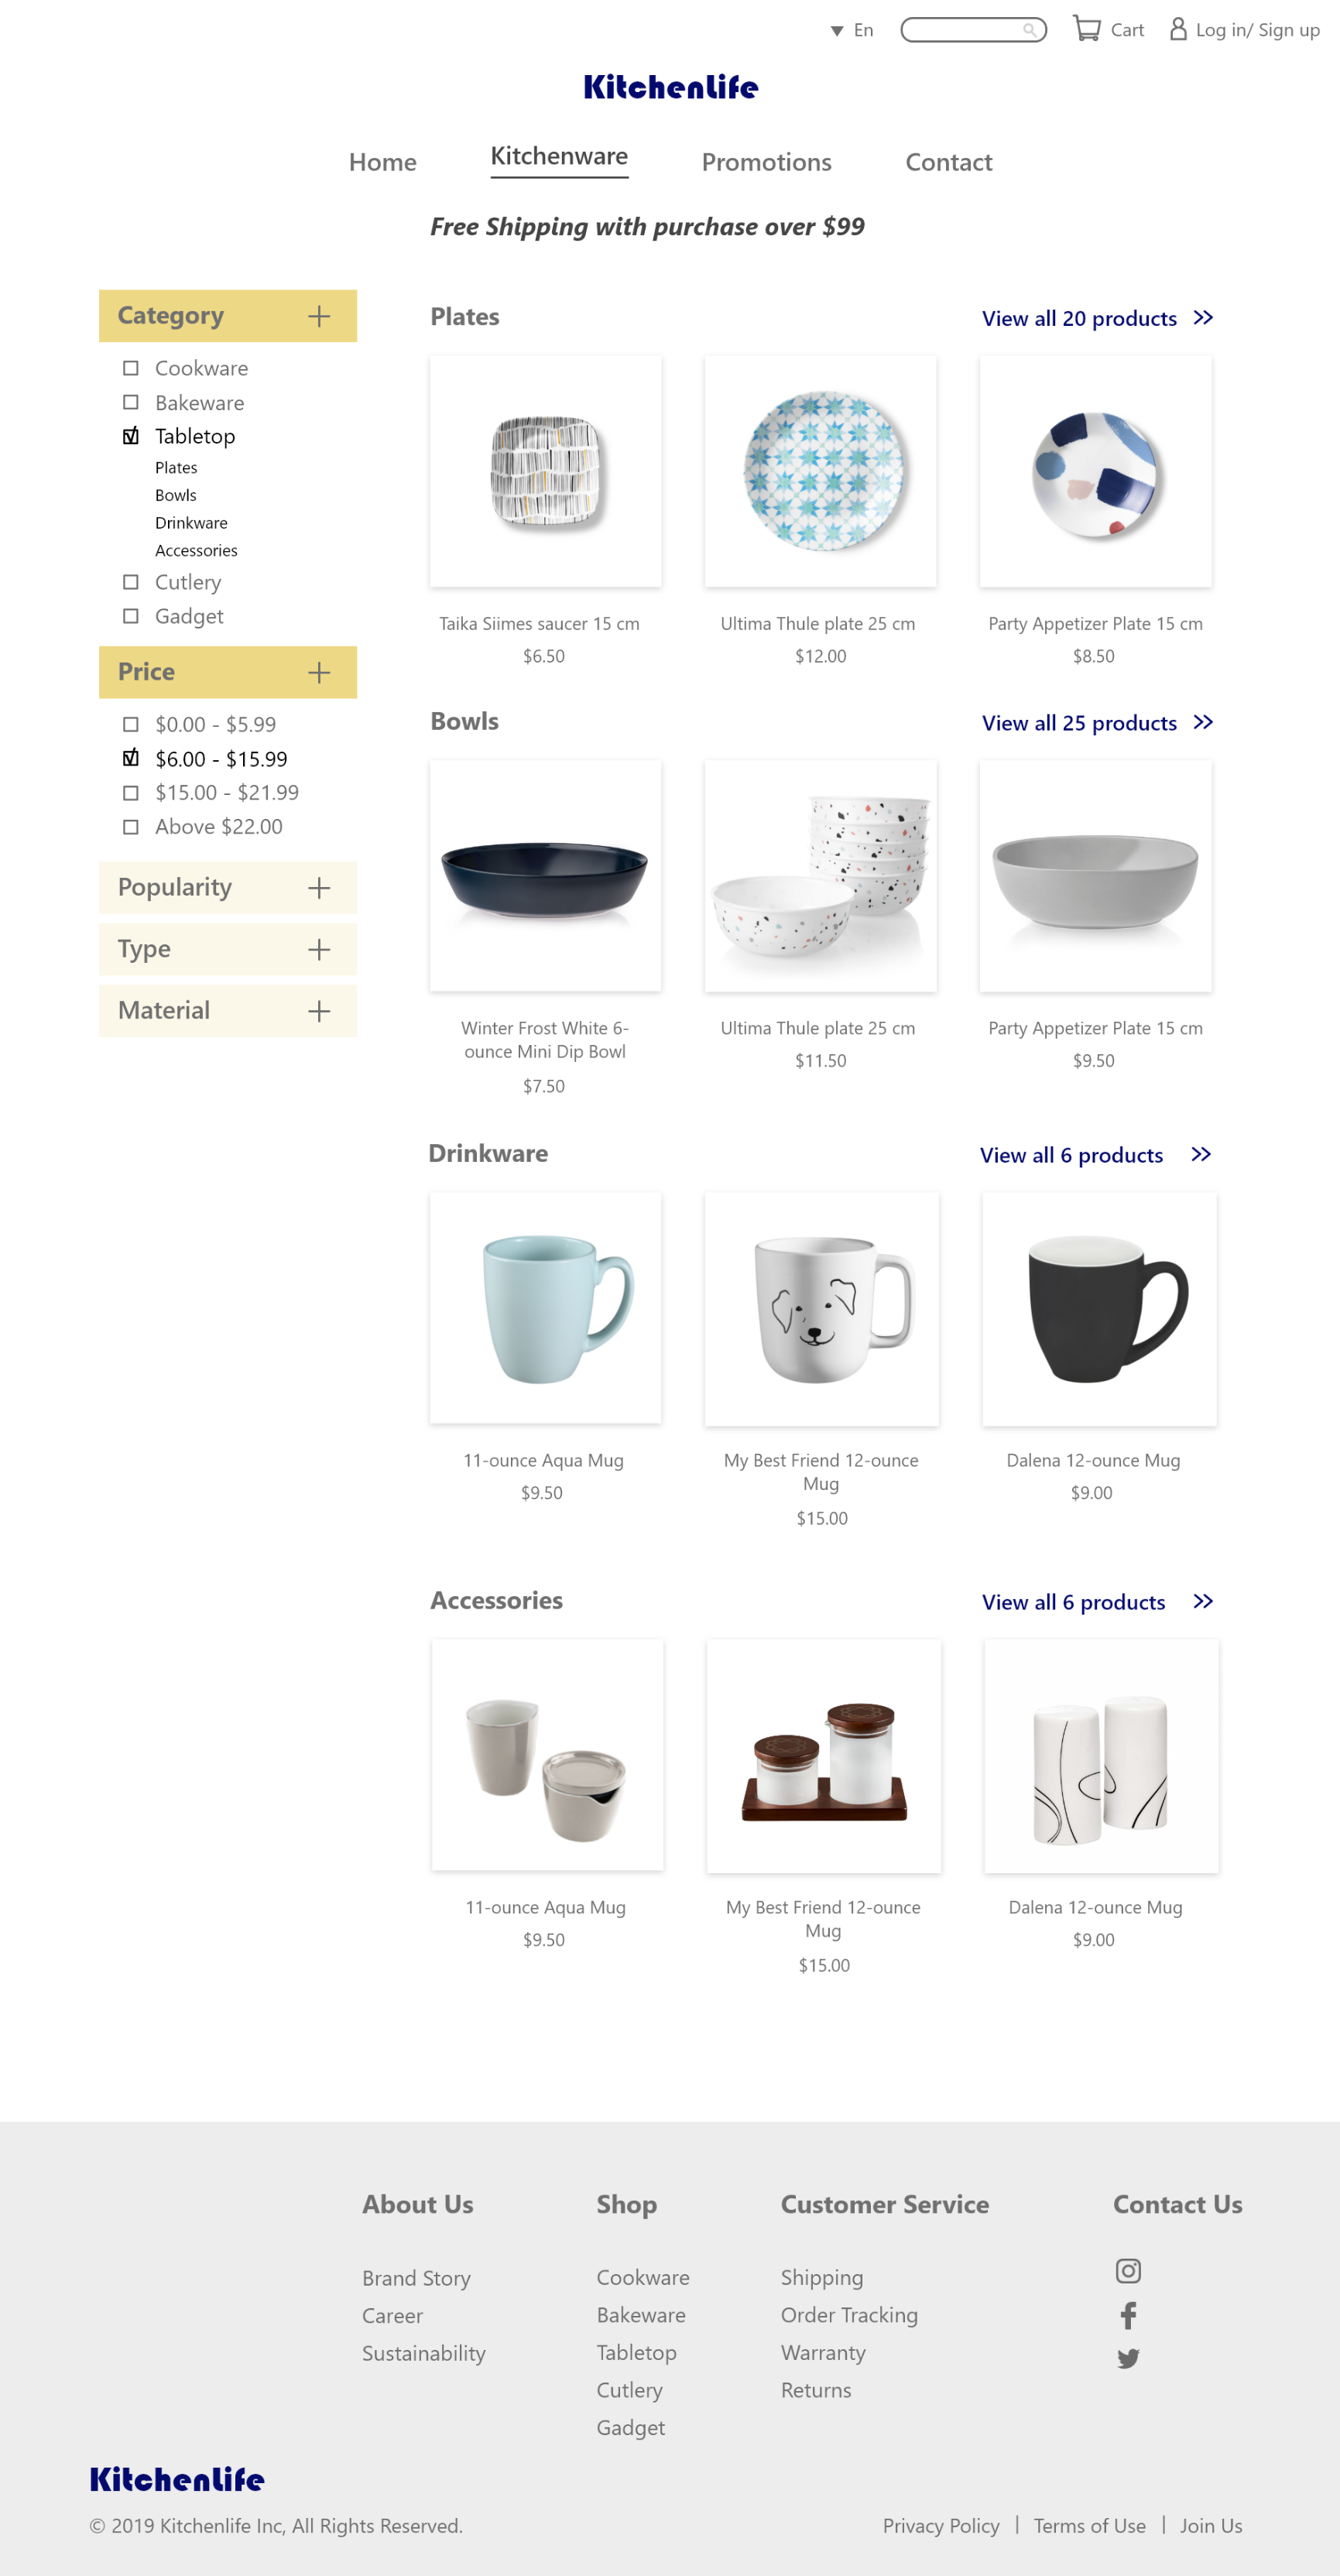 En
Cart
Log in/ Sign up
KitchenLife
Home
Kitchenware
Promotions
Contact
Free Shipping with purchase over $99
Category
Cookware
Bakeware
Tabletop
Plates
Bowls
Drinkware
Accessories
Cutlery
Gadget
Price
$0.00 - $5.99
$6.00 - $15.99
$15.00 - $21.99
Above $22.00
Popularity
Type
Material
Plates
View all 20 products
Taika Siimes saucer 15 cm
$6.50
Ultima Thule plate 25 cm
$12.00
Party Appetizer Plate 15 cm
$8.50
Bowls
View all 25 products
Winter Frost White 6-
ounce Mini Dip Bowl
$7.50
Ultima Thule plate 25 cm
$11.50
Party Appetizer Plate 15 cm
$9.50
Drinkware
View all 6 products
11-ounce Aqua Mug
$9.50
My Best Friend 12-ounce
Mug
$15.00
Dalena 12-ounce Mug
$9.00
Accessories
View all 6 products
11-ounce Aqua Mug
$9.50
My Best Friend 12-ounce
Mug
$15.00
Dalena 12-ounce Mug
$9.00
About Us
Brand Story
Career
Sustainability
Shop
Cookware
Bakeware
Tabletop
Cutlery
Gadget
Customer Service
Shipping
Order Tracking
Warranty
Returns
Contact Us
KitchenLife
© 2019 Kitchenlife Inc, All Rights Reserved.
Privacy Policy | Terms of Use | Join Us